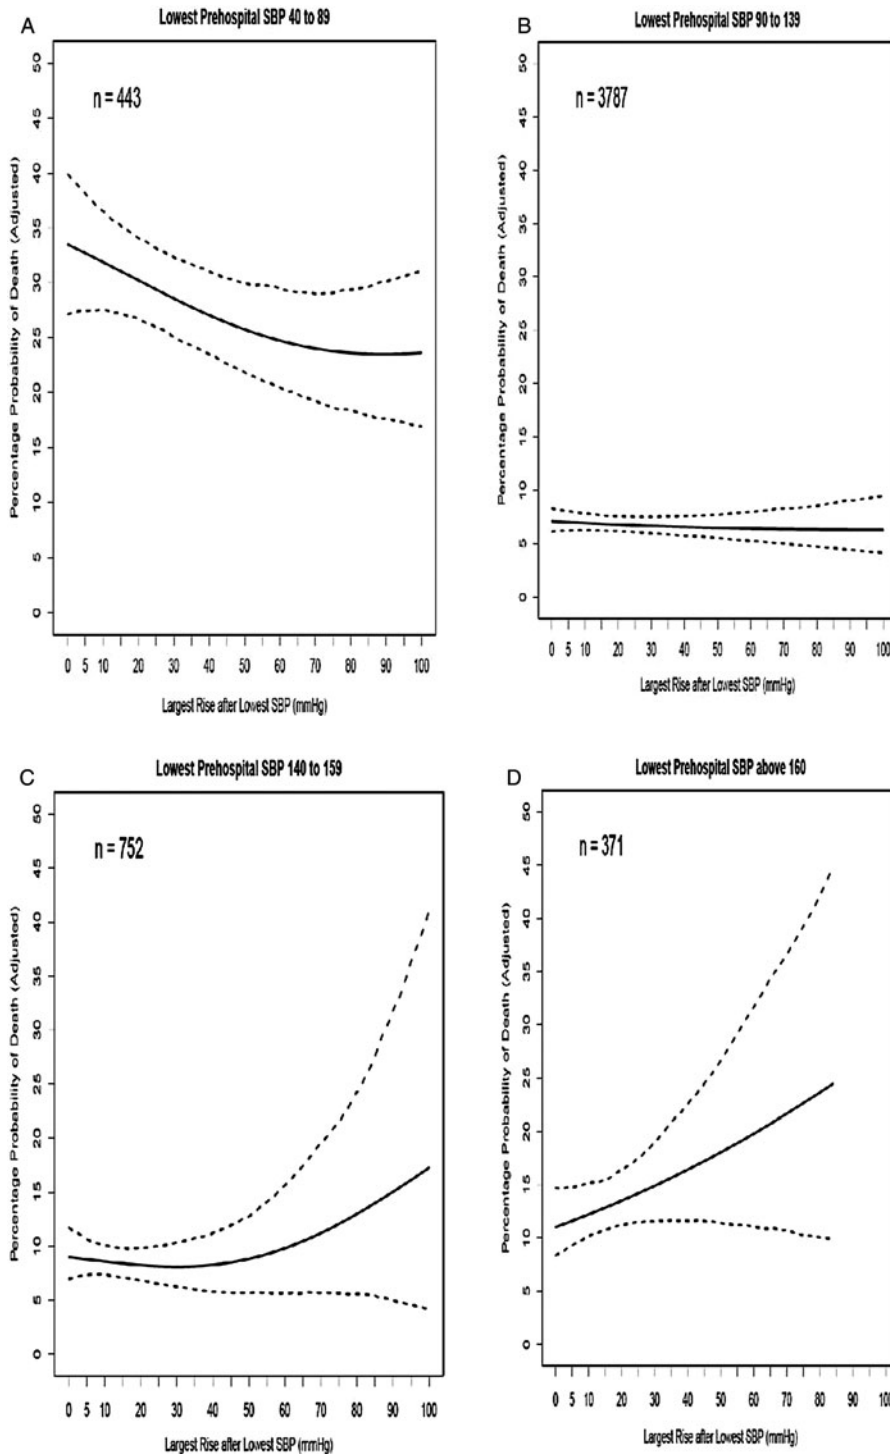 A
Lowest Prehospital SBP 40 to 89
n = 443
Percentage Probability of Death (Adjusted)
50
45
40
35
30
25
20
15
10
5
0
0 5 10 20 30 40 50 60 70 80 90 100
Largest Rise after Lowest SBP (mmHg)
B
Lowest Prehospital SBP 90 to 139
n = 3787
Percentage Probability of Death (Adjusted)
50
45
40
35
30
25
20
15
10
5
0
0 5 10 20 30 40 50 60 70 80 90 100
Largest Rise after Lowest SBP (mmHg)
C
Lowest Prehospital SBP 140 to 159
n = 752
Percentage Probability of Death (Adjusted)
50
45
40
35
30
25
20
15
10
5
0
0 5 10 20 30 40 50 60 70 80 90 100
Largest Rise after Lowest SBP (mmHg)
D
Lowest Prehospital SBP above 160
n = 371
Percentage Probability of Death (Adjusted)
50
45
40
35
30
25
20
15
10
5
0
0 5 10 20 30 40 50 60 70 80 90 100
Largest Rise after Lowest SBP (mmHg)